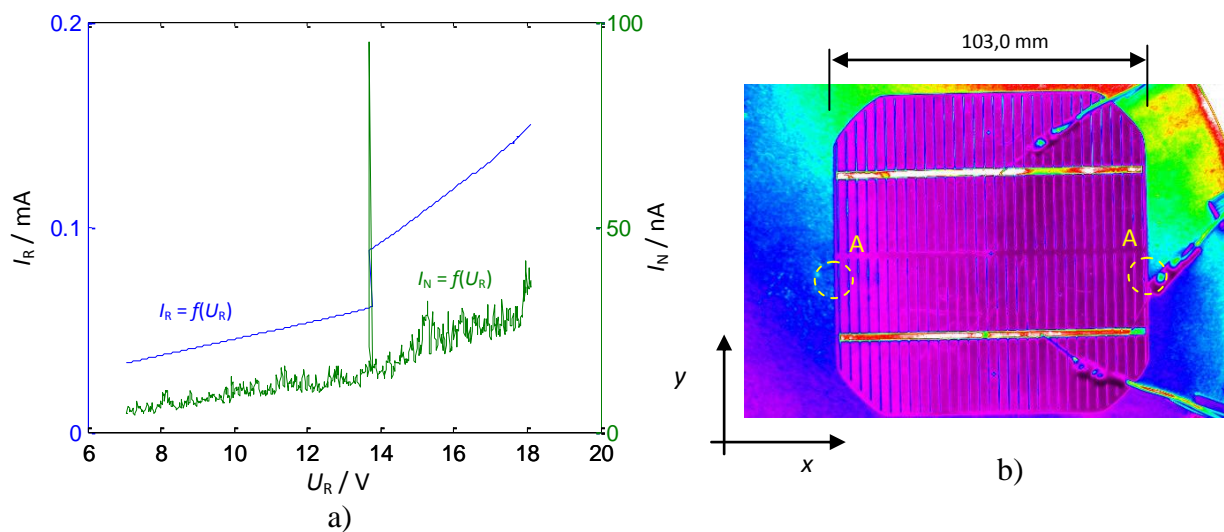 0.2
0.1
0
I_R / mA
6
8
10
12
14
16
18
20
U_R / V
100
50
0
I_N / nA
I_R = f(U_R)
I_N = f(U_R)
a)
103,0 mm
A
A
y
x
b)